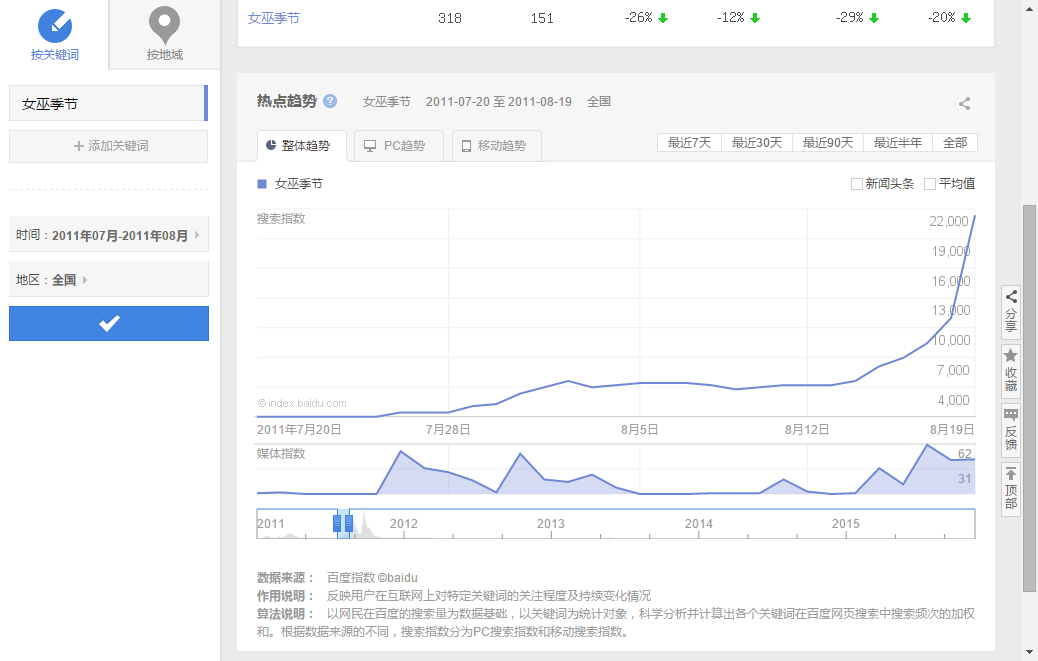 按关键词
按地域
女巫季节
+ 添加关键词
时间：2011年07月-2011年08月
地区：全国
女巫季节 318 151 -26% -12% -29% -20%
热点趋势 ? 女巫季节 2011-07-20 至 2011-08-19 全国
整体趋势 PC趋势 移动趋势
最近7天 最近30天 最近90天 最近半年 全部
女巫季节
新闻头条 平均值
搜索指数
22,000
19,000
16,000
13,000
10,000
7,000
4,000
©index.baidu.com
2011年7月20日 7月28日 8月5日 8月12日 8月19日
媒体指数
62
31
2011 2012 2013 2014 2015
数据来源： 百度指数 ©baidu
作用说明： 反映用户在互联网上对特定关键词的关注程度及持续变化情况
算法说明： 以网民在百度的搜索量为数据基础，以关键词为统计对象，科学分析并计算出各个关键词在百度网页搜索中搜索频次的加权
和。根据数据来源的不同，搜索指数分为PC搜索指数和移动搜索指数。
分享
收藏
反馈
顶部